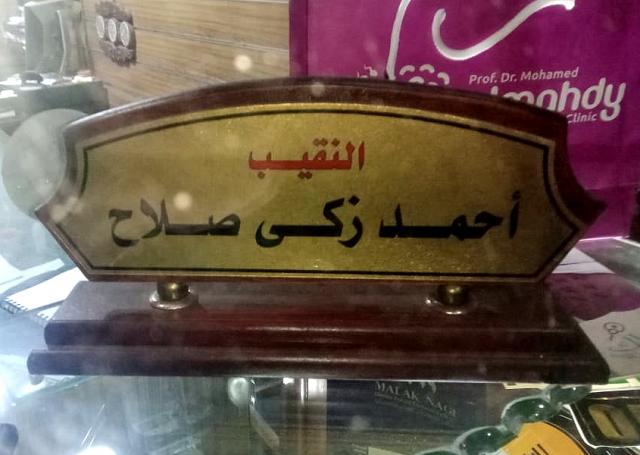 Prof. Dr. Mohamed
Clinic
النقيب
أحمد زكى صلاح
MALAK NAGI